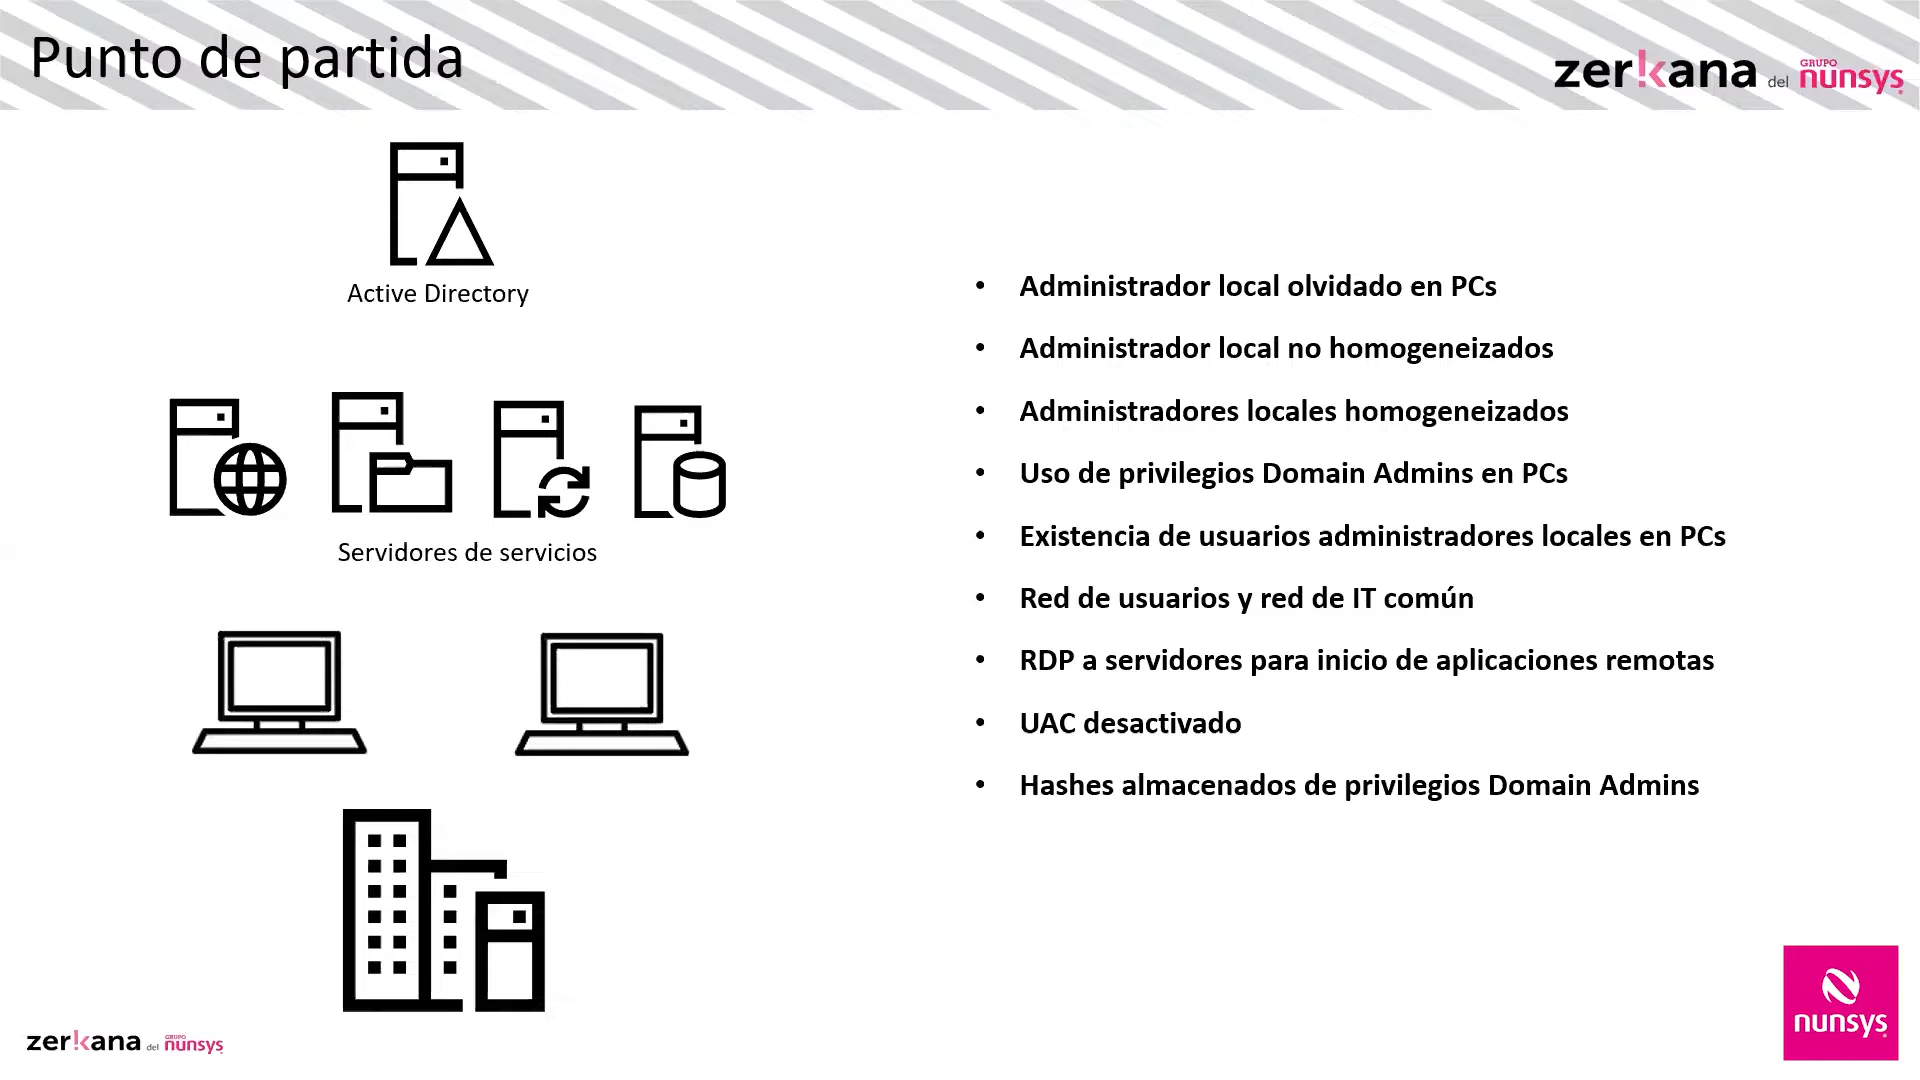 Punto de partida
zer!kana del GRUPO nunsys
Active Directory
Servidores de servicios
• Administrador local olvidado en PCs
• Administrador local no homogeneizados
• Administradores locales homogeneizados
• Uso de privilegios Domain Admins en PCs
• Existencia de usuarios administradores locales en PCs
• Red de usuarios y red de IT común
• RDP a servidores para inicio de aplicaciones remotas
• UAC desactivado
• Hashes almacenados de privilegios Domain Admins
zer!kana del GRUPO nunsys
nunsys